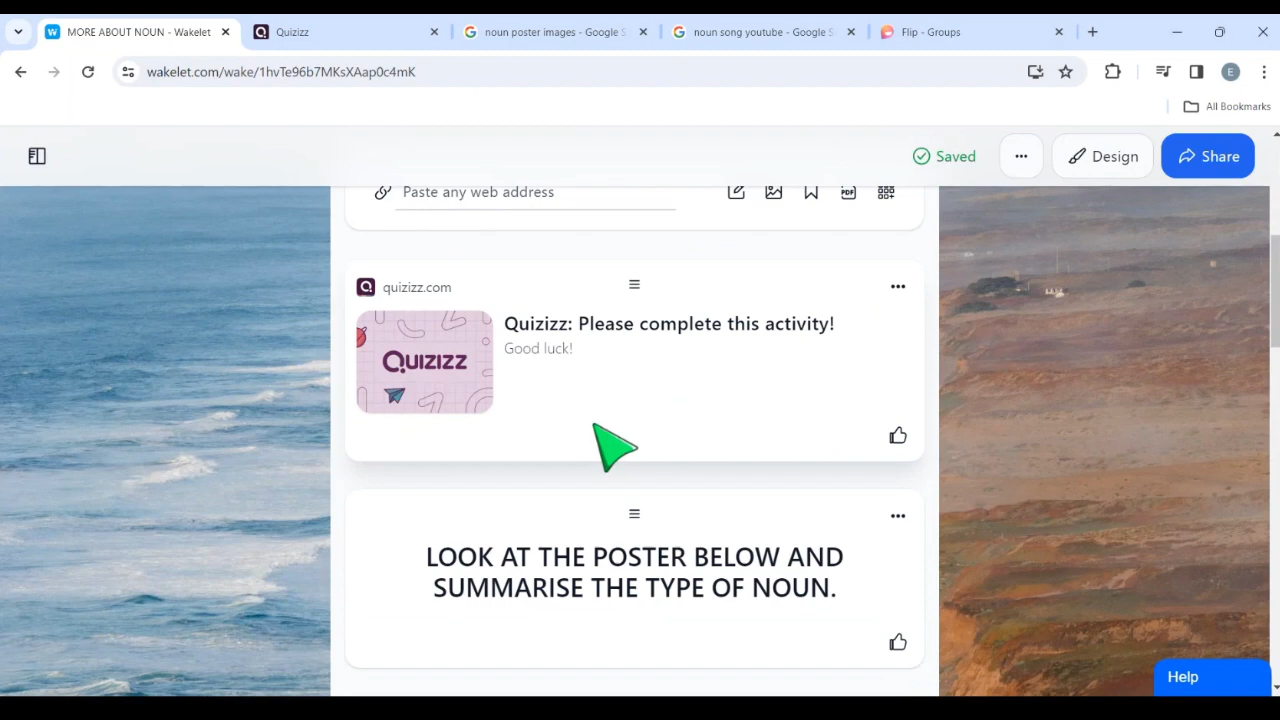 MORE ABOUT NOUN - Wakelet
Quizizz
noun poster images - Google S
noun song youtube - Google S
Flip - Groups
wakelet.com/wake/1hvTe96b7MKsXAap0c4mK
E
All Bookmarks
Saved
Design
Share
Paste any web address
PDF
quizizz.com
Quizizz: Please complete this activity!
Good luck!
QUIZIZZ
LOOK AT THE POSTER BELOW AND
SUMMARISE THE TYPE OF NOUN.
Help